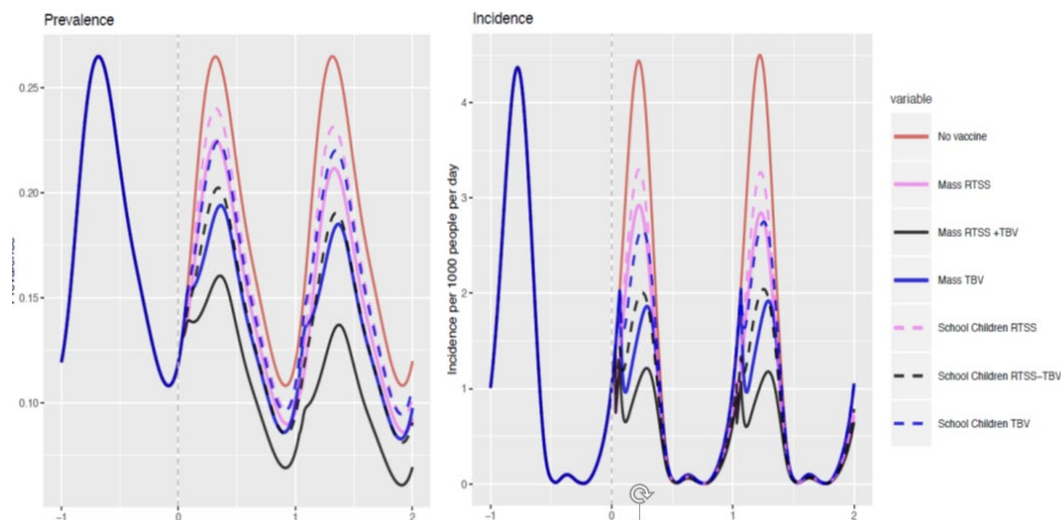 Prevalence
0.25
0.20
0.15
0.10
-1
0
1
2
Incidence
Incidence per 1000 people per day
4
3
2
1
0
-1
0
1
2
variable
No vaccine
Mass RTSS
Mass RTSS +TBV
Mass TBV
School Children RTSS
School Children RTSS-TBV
School Children TBV